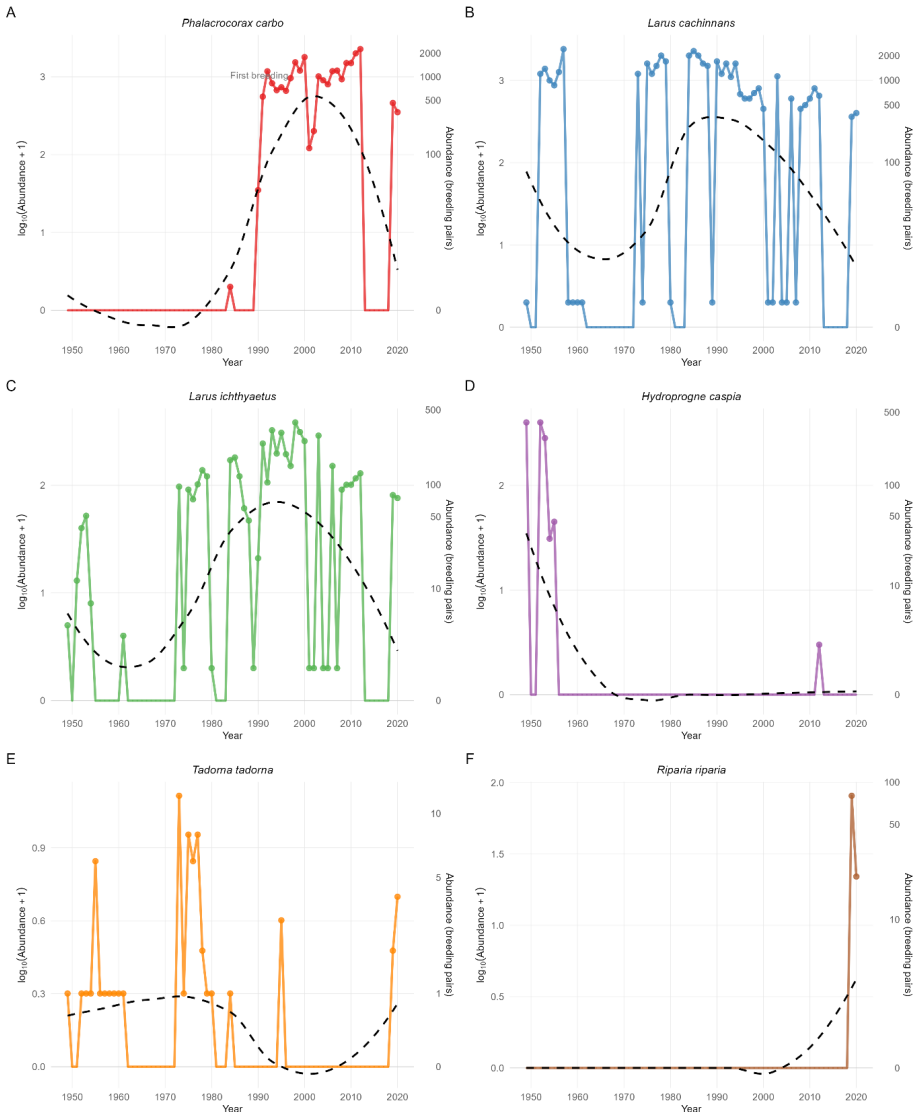 A
Phalacrocorax carbo
First breeding
log₁₀(Abundance + 1)
3
2
1
0
2000
1000
500
100
0
Abundance (breeding pairs)
1950 1960 1970 1980 1990 2000 2010 2020
Year
B
Larus cachinnans
log₁₀(Abundance + 1)
3
2
1
0
2000
1000
500
100
0
Abundance (breeding pairs)
1950 1960 1970 1980 1990 2000 2010 2020
Year
C
Larus ichthyaetus
log₁₀(Abundance + 1)
2
1
0
500
100
50
10
0
Abundance (breeding pairs)
1950 1960 1970 1980 1990 2000 2010 2020
Year
D
Hydroprogne caspia
log₁₀(Abundance + 1)
2
1
0
500
100
50
10
0
Abundance (breeding pairs)
1950 1960 1970 1980 1990 2000 2010 2020
Year
E
Tadorna tadorna
log₁₀(Abundance + 1)
0.9
0.6
0.3
0.0
10
5
1
0
Abundance (breeding pairs)
1950 1960 1970 1980 1990 2000 2010 2020
Year
F
Riparia riparia
log₁₀(Abundance + 1)
2.0
1.5
1.0
0.5
0.0
100
50
10
0
Abundance (breeding pairs)
1950 1960 1970 1980 1990 2000 2010 2020
Year